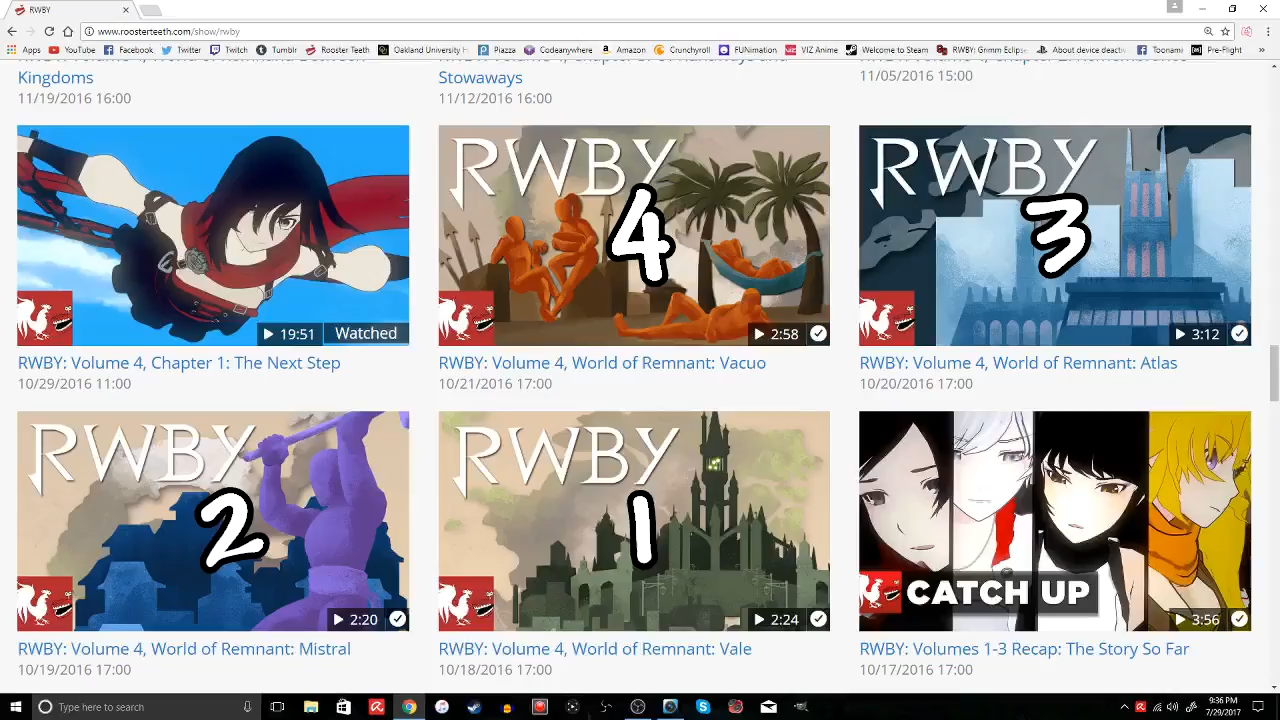 RWBY
www.roosterteeth.com/show/rwby
Apps YouTube Facebook Twitter Twitch Tumblr Rooster Teeth Oakland University Piazza Codeanywhere Amazon Crunchyroll FUNimation VIZ Anime Welcome to Steam RWBY: Grimm Eclipse About device deactiv Toonami Pre-Flight
Kingdoms
11/19/2016 16:00
Stowaways
11/12/2016 16:00
11/05/2016 15:00
19:51 Watched
RWBY: Volume 4, Chapter 1: The Next Step
10/29/2016 11:00
RWBY
4
2:58
RWBY: Volume 4, World of Remnant: Vacuo
10/21/2016 17:00
RWBY
3
3:12
RWBY: Volume 4, World of Remnant: Atlas
10/20/2016 17:00
RWBY
2
2:20
RWBY: Volume 4, World of Remnant: Mistral
10/19/2016 17:00
RWBY
1
2:24
RWBY: Volume 4, World of Remnant: Vale
10/18/2016 17:00
CATCH UP
3:56
RWBY: Volumes 1-3 Recap: The Story So Far
10/17/2016 17:00
Type here to search
9:36 PM
7/29/2017